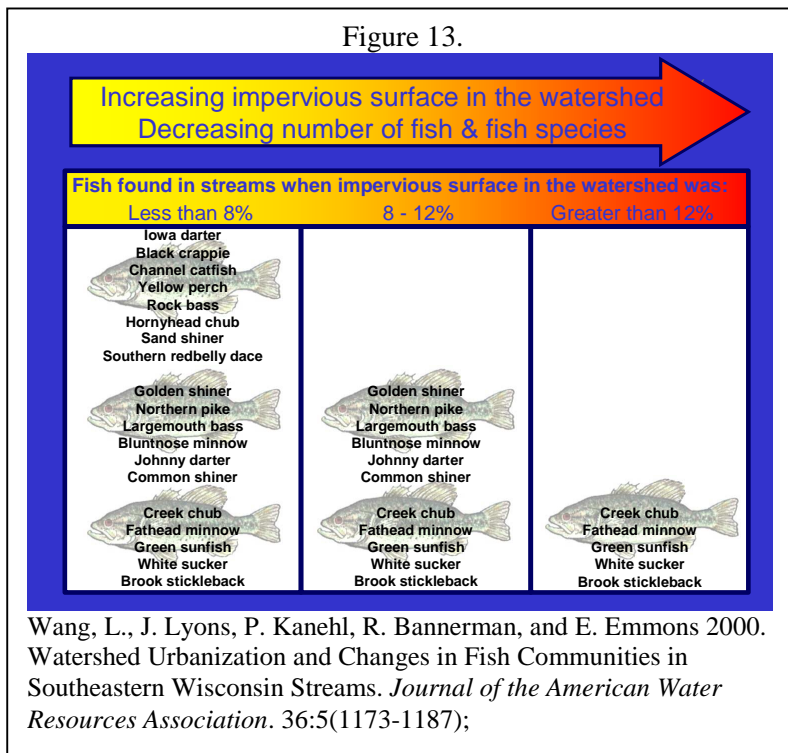 Figure 13.
Increasing impervious surface in the watershed
Decreasing number of fish & fish species
Fish found in streams when impervious surface in the watershed was:
Less than 8%
8 - 12%
Greater than 12%
Iowa darter
Black crappie
Channel catfish
Yellow perch
Rock bass
Hornyhead chub
Sand shiner
Southern redbelly dace
Golden shiner
Northern pike
Largemouth bass
Bluntnose minnow
Johnny darter
Common shiner
Creek chub
Fathead minnow
Green sunfish
White sucker
Brook stickleback
Golden shiner
Northern pike
Largemouth bass
Bluntnose minnow
Johnny darter
Common shiner
Creek chub
Fathead minnow
Green sunfish
White sucker
Brook stickleback
Creek chub
Fathead minnow
Green sunfish
White sucker
Brook stickleback
Wang, L., J. Lyons, P. Kanehl, R. Bannerman, and E. Emmons 2000.
Watershed Urbanization and Changes in Fish Communities in
Southeastern Wisconsin Streams. Journal of the American Water
Resources Association. 36:5(1173-1187);